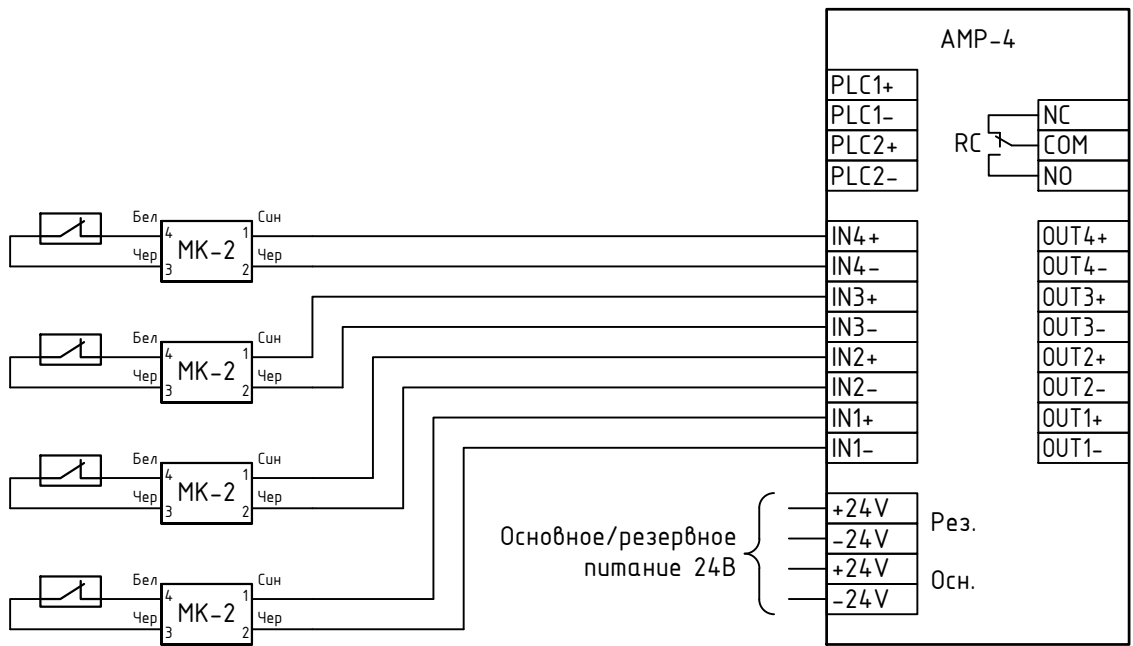 AMP-4
PLC1+
PLC1-
NC
PLC2+
RC
COM
PLC2-
NO
Бел
Син
4
1
МК-2
IN4+
OUT4+
Чер
Чер
3
2
IN4-
OUT4-
IN3+
OUT3+
Бел
Син
IN3-
OUT3-
4
1
МК-2
IN2+
OUT2+
Чер
Чер
3
2
IN2-
OUT2-
IN1+
OUT1+
IN1-
OUT1-
Бел
Син
4
1
МК-2
Чер
Чер
3
2
+24V
Рез.
-24V
Основное/резервное
питание 24В
+24V
Осн.
-24V
Бел
Син
4
1
МК-2
Чер
Чер
3
2